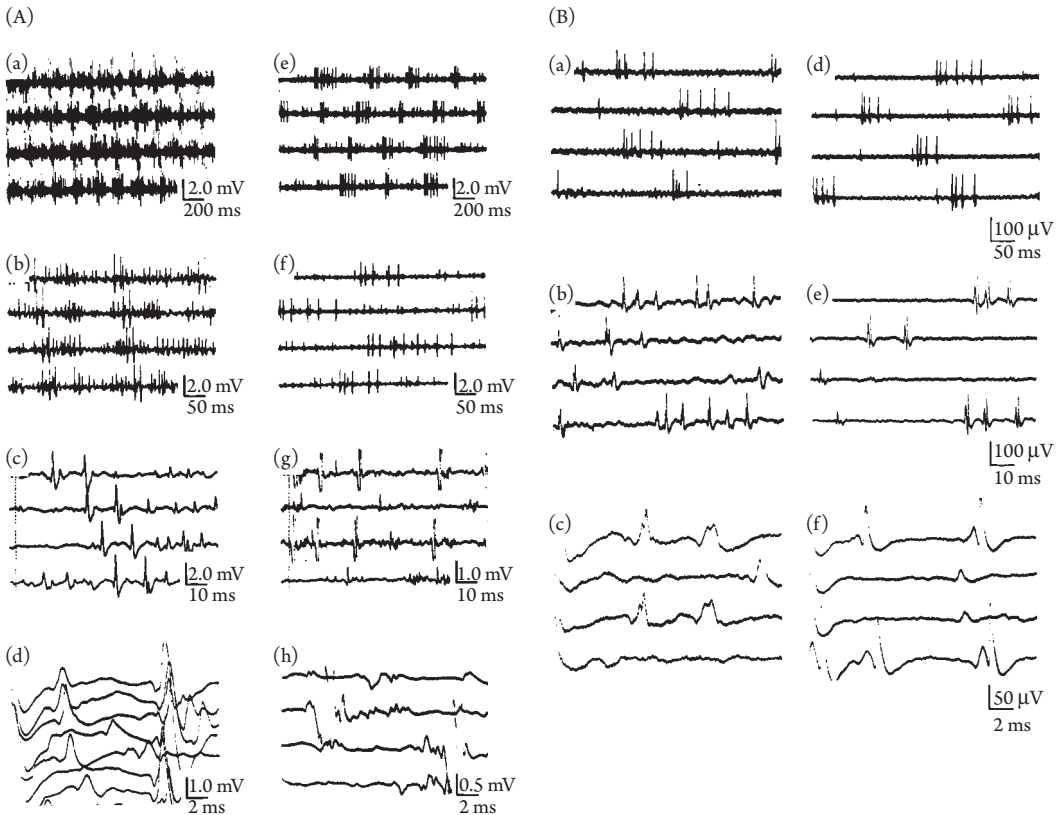 (A)
(a)
2.0 mV
200 ms
(b)
2.0 mV
50 ms
(c)
2.0 mV
10 ms
(d)
1.0 mV
2 ms
(e)
2.0 mV
200 ms
(f)
2.0 mV
50 ms
(g)
1.0 mV
10 ms
(h)
0.5 mV
2 ms
(B)
(a)
(b)
(c)
(d)
100 µV
50 ms
(e)
100 µV
10 ms
(f)
50 µV
2 ms